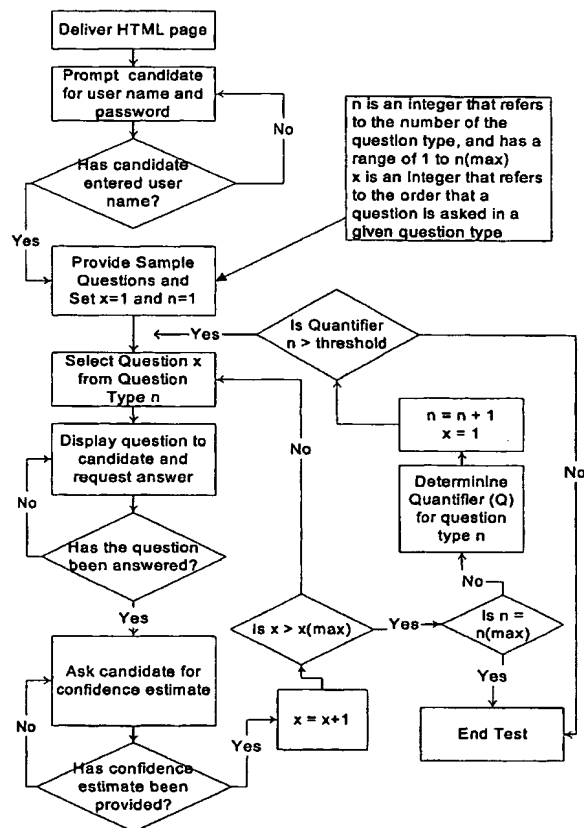 Deliver HTML page
Prompt candidate
for user name and
password
No
Has candidate
entered user
name?
Yes
n is an integer that refers
to the number of the
question type, and has a
range of 1 to n(max)
x is an Integer that refers
to the order that a
question is asked in a
given question type
Provide Sample
Questions and
Set x=1 and n=1
Yes
Is Quantifier
n > threshold
Select Question x
from Question
Type n
No
n = n + 1
x = 1
No
Display question to
candidate and
request answer
No
Determinine
Quantifier (Q)
for question
type n
Has the question
been answered?
No
Yes
Is x > x(max)
Yes
Is n =
n(max)
Ask candidate for
confidence estimate
Yes
No
x = x+1
End Test
Yes
Has confidence
estimate been
provided?